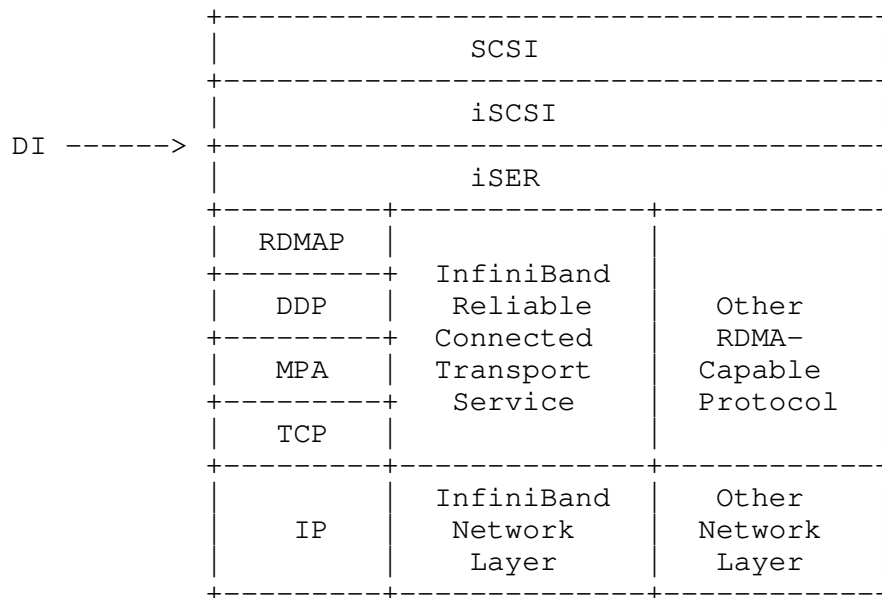 SCSI
iSCSI
DI ------>
iSER
RDMAP
DDP
MPA
TCP
InfiniBand
Reliable
Connected
Transport
Service
Other
RDMA-
Capable
Protocol
IP
InfiniBand
Network
Layer
Other
Network
Layer